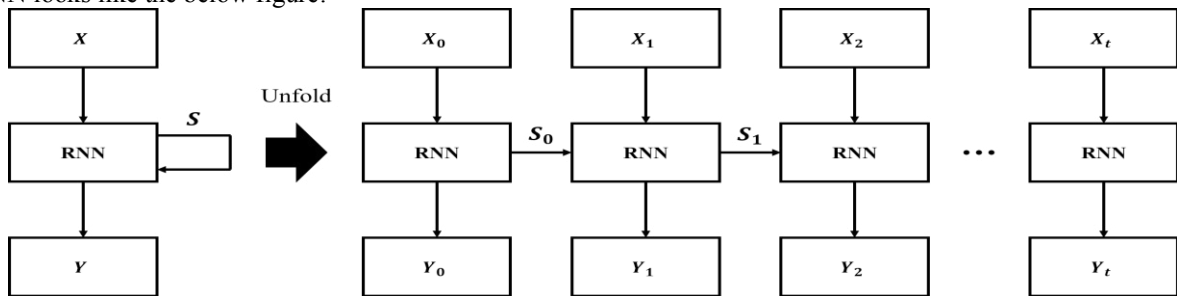 NN looks like the below figure.
X X₀ X₁ X₂ Xₜ
Unfold
S S₀ S₁
RNN RNN RNN RNN ... RNN
Y Y₀ Y₁ Y₂ Yₜ